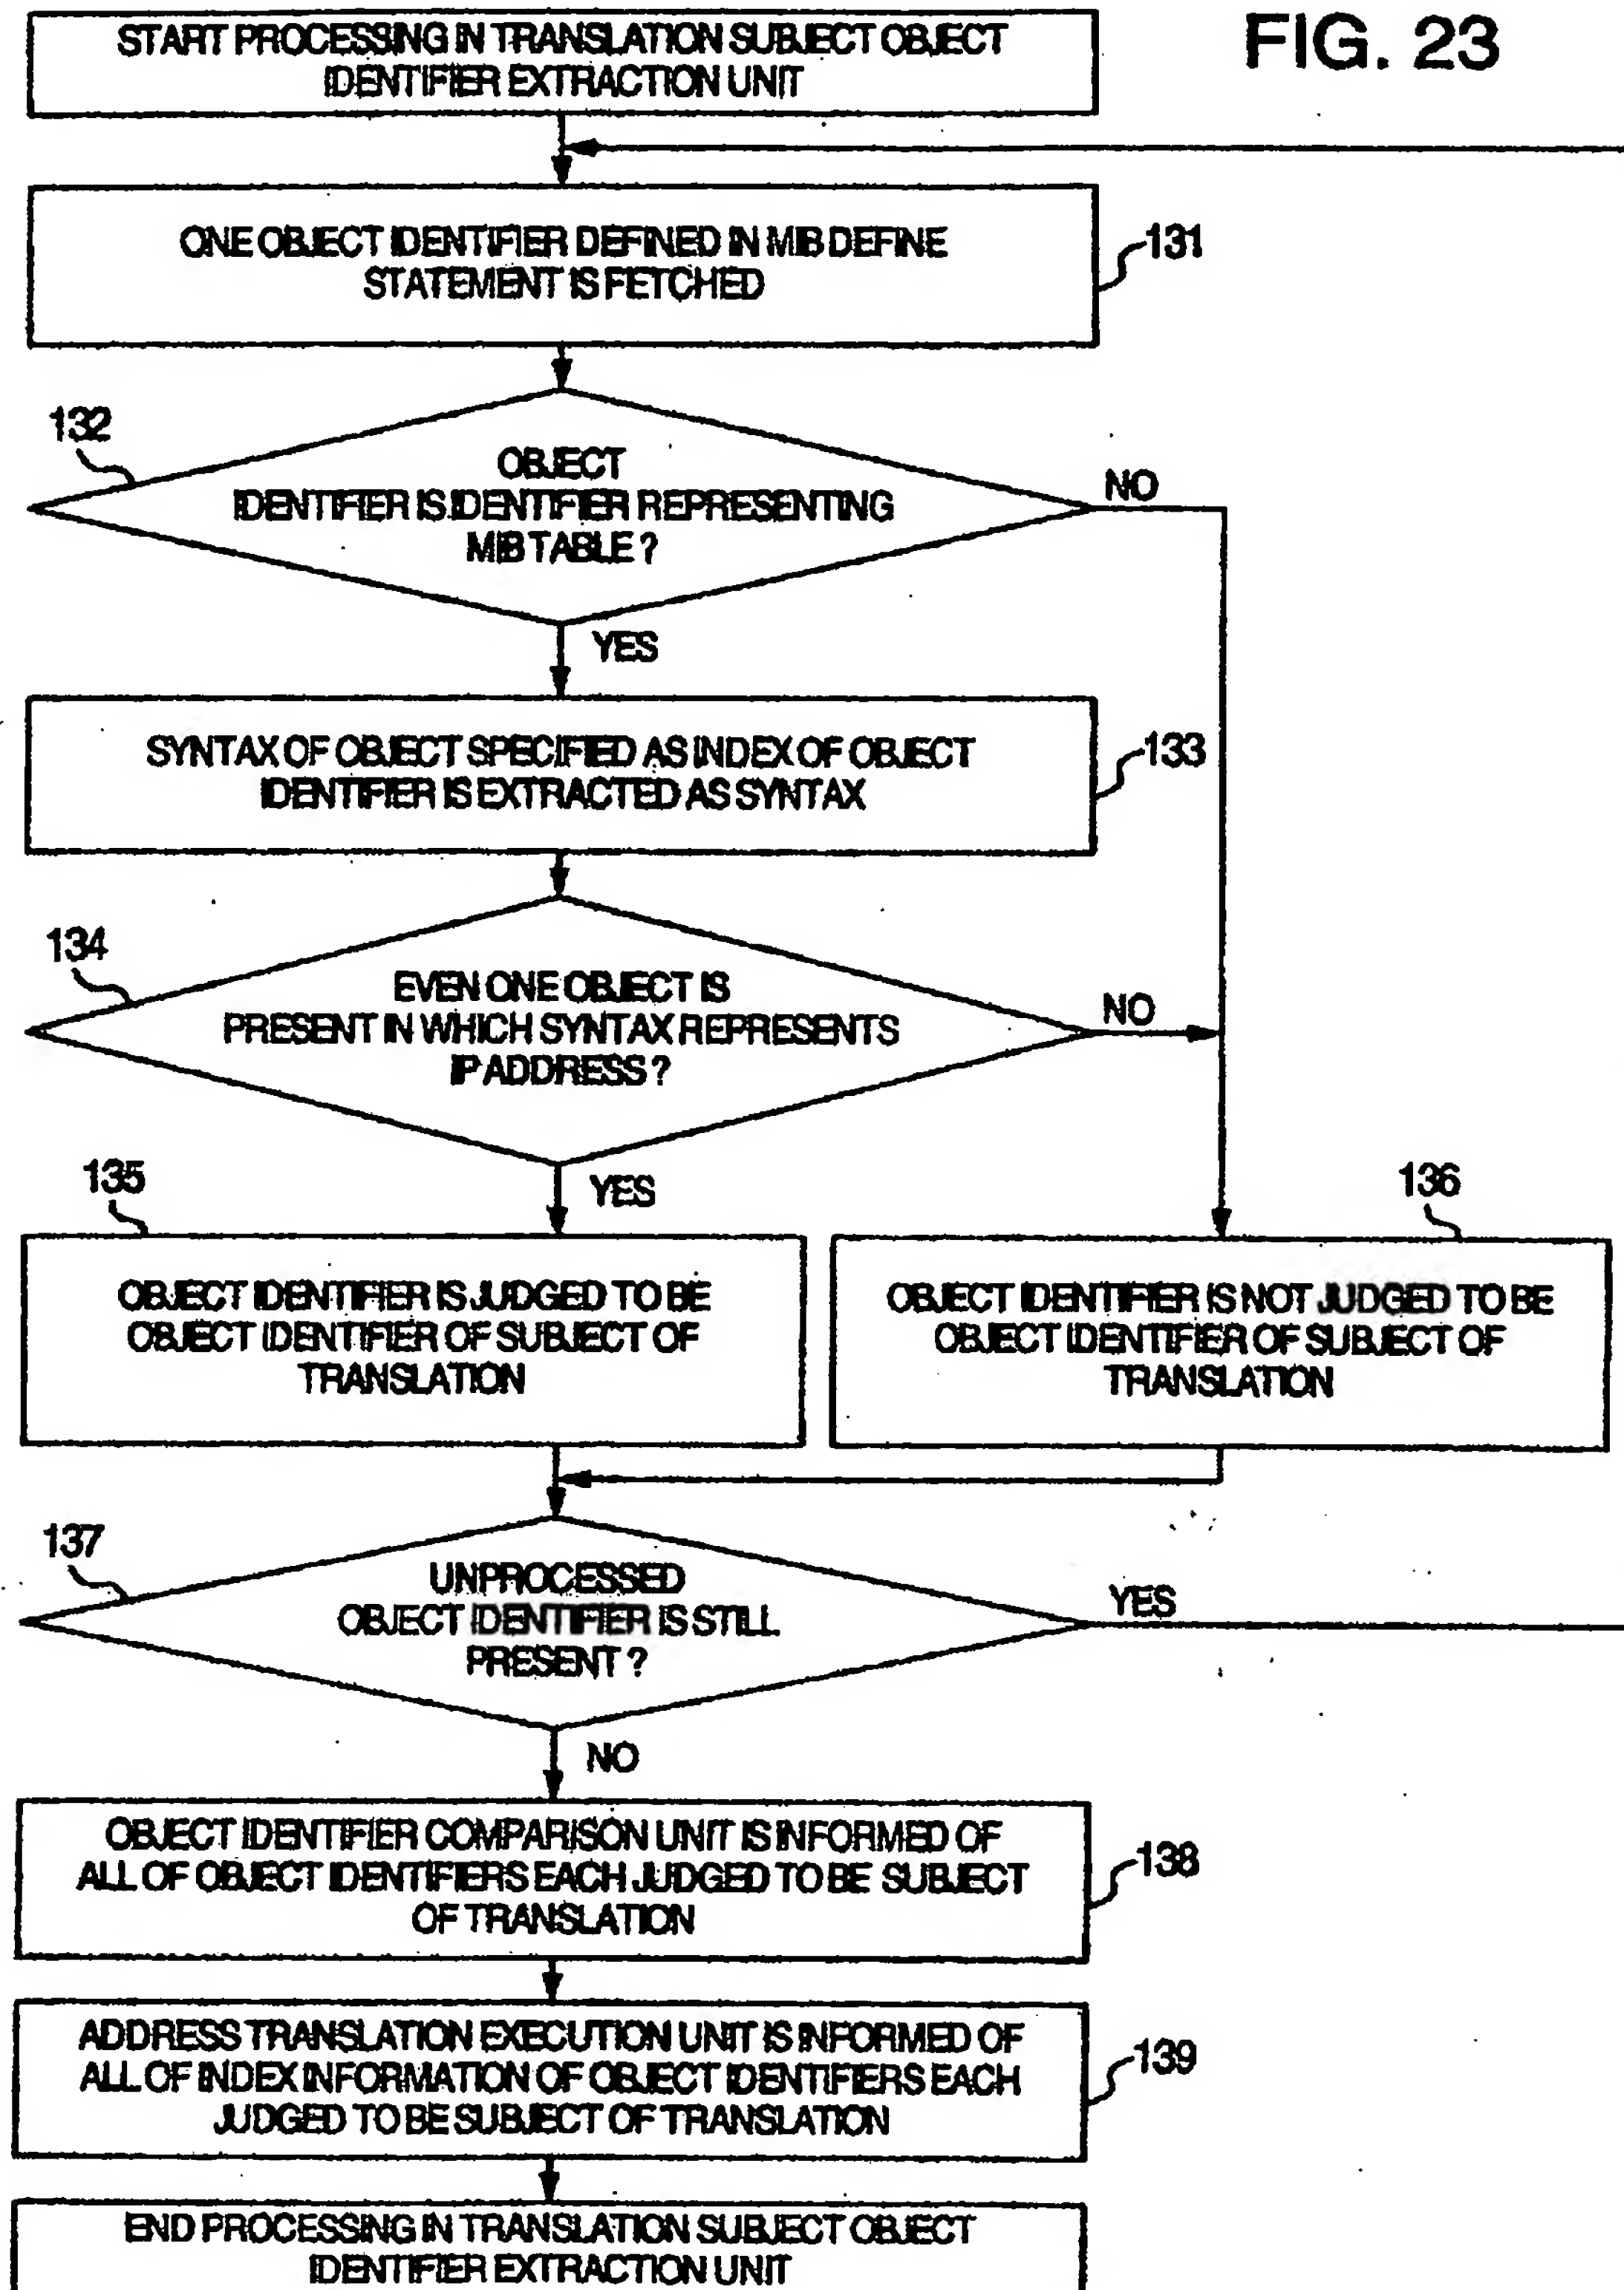 FIG. 23
START PROCESSING IN TRANSLATION SUBJECT OBJECT
IDENTIFIER EXTRACTION UNIT
ONE OBJECT IDENTIFIER DEFINED IN MIB DEFINE
STATEMENT IS FETCHED
131
132
OBJECT
IDENTIFIER IS IDENTIFIER REPRESENTING
MIB TABLE?
NO
YES
SYNTAX OF OBJECT SPECIFIED AS INDEX OF OBJECT
IDENTIFIER IS EXTRACTED AS SYNTAX
133
134
EVEN ONE OBJECT IS
PRESENT IN WHICH SYNTAX REPRESENTS
IP ADDRESS?
NO
YES
135
OBJECT IDENTIFIER IS JUDGED TO BE
OBJECT IDENTIFIER OF SUBJECT OF
TRANSLATION
136
OBJECT IDENTIFIER IS NOT JUDGED TO BE
OBJECT IDENTIFIER OF SUBJECT OF
TRANSLATION
137
UNPROCESSED
OBJECT IDENTIFIER IS STILL
PRESENT?
YES
NO
OBJECT IDENTIFIER COMPARISON UNIT IS INFORMED OF
ALL OF OBJECT IDENTIFIERS EACH JUDGED TO BE SUBJECT
OF TRANSLATION
138
ADDRESS TRANSLATION EXECUTION UNIT IS INFORMED OF
ALL OF INDEX INFORMATION OF OBJECT IDENTIFIERS EACH
JUDGED TO BE SUBJECT OF TRANSLATION
139
END PROCESSING IN TRANSLATION SUBJECT OBJECT
IDENTIFIER EXTRACTION UNIT